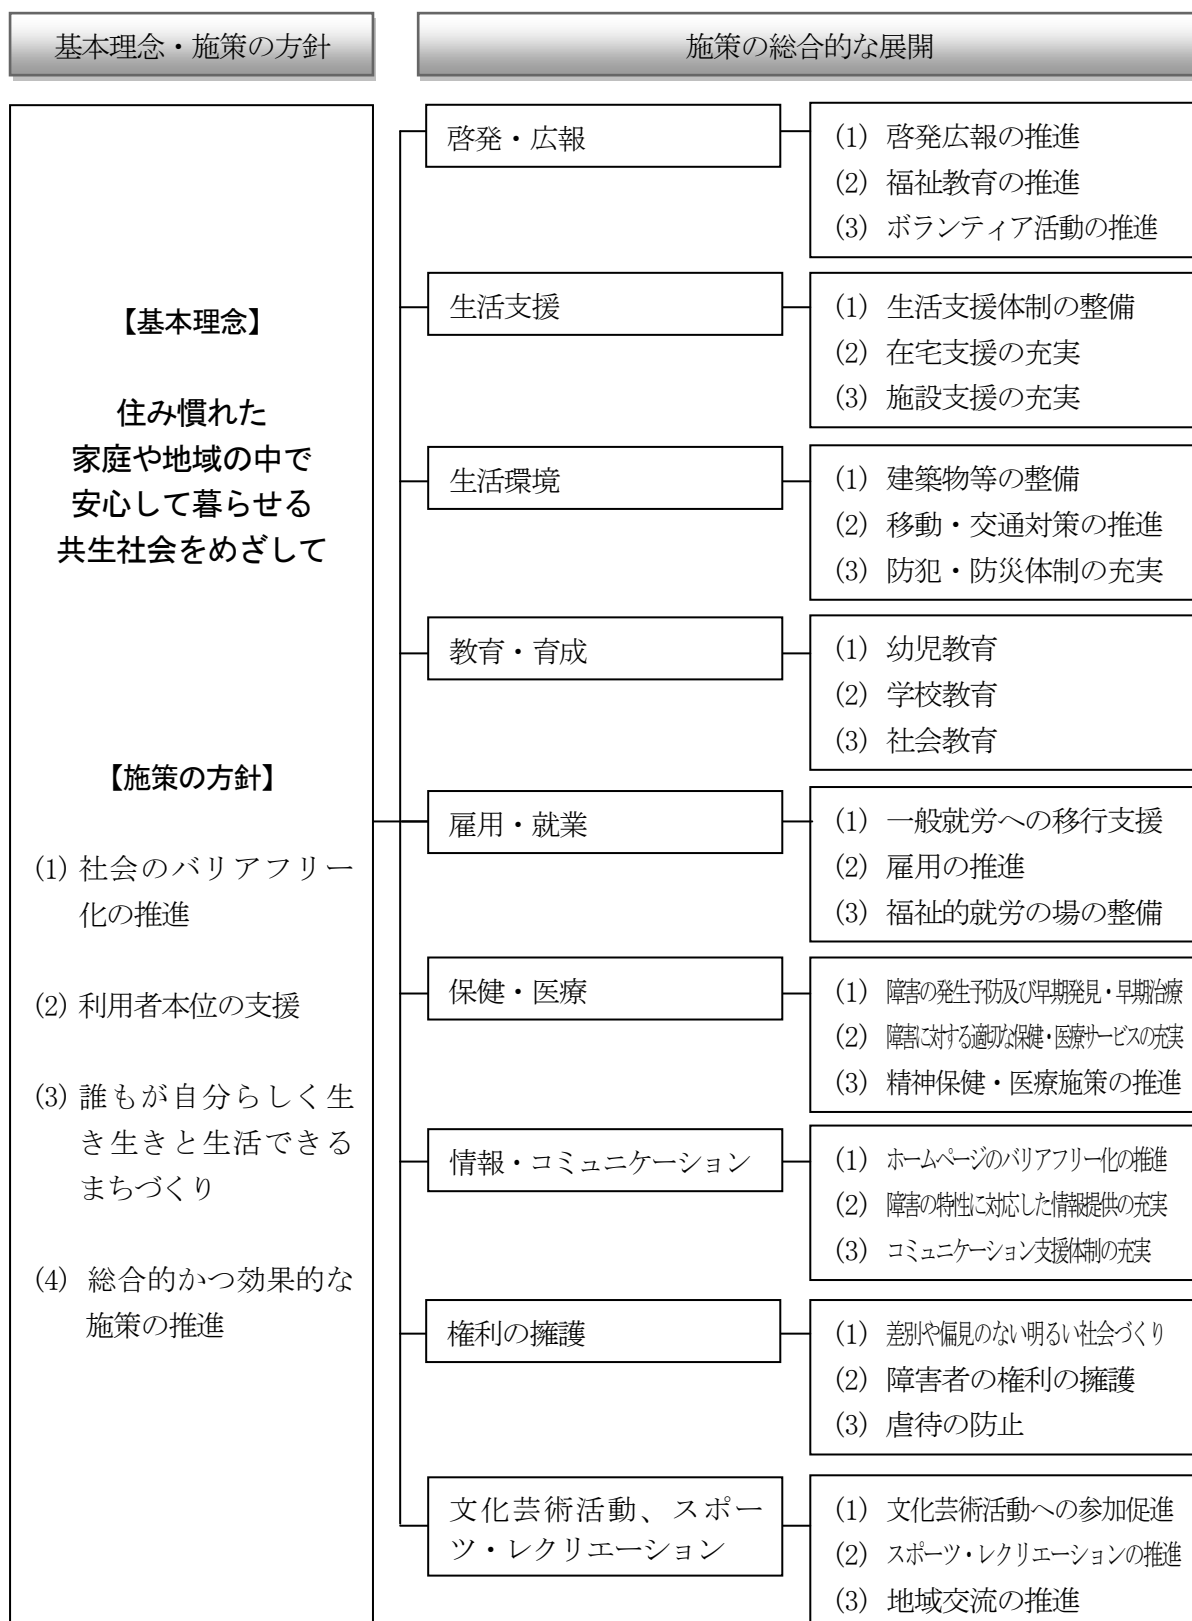 基本理念・施策の方針
施策の総合的な展開
【基本理念】
住み慣れた
家庭や地域の中で
安心して暮らせる
共生社会をめざして
【施策の方針】
(1) 社会のバリアフリー
化の推進
(2) 利用者本位の支援
(3) 誰もが自分らしく生
き生きと生活できる
まちづくり
(4) 総合的かつ効果的な
施策の推進
啓発・広報
(1) 啓発広報の推進
(2) 福祉教育の推進
(3) ボランティア活動の推進
生活支援
(1) 生活支援体制の整備
(2) 在宅支援の充実
(3) 施設支援の充実
生活環境
(1) 建築物等の整備
(2) 移動・交通対策の推進
(3) 防犯・防災体制の充実
教育・育成
(1) 幼児教育
(2) 学校教育
(3) 社会教育
雇用・就業
(1) 一般就労への移行支援
(2) 雇用の推進
(3) 福祉的就労の場の整備
保健・医療
(1) 障害の発生予防及び早期発見・早期治療
(2) 障害に対する適切な保健・医療サービスの充実
(3) 精神保健・医療施策の推進
情報・コミュニケーション
(1) ホームページのバリアフリー化の推進
(2) 障害の特性に対応した情報提供の充実
(3) コミュニケーション支援体制の充実
権利の擁護
(1) 差別や偏見のない明るい社会づくり
(2) 障害者の権利の擁護
(3) 虐待の防止
文化芸術活動、スポー
ツ・レクリエーション
(1) 文化芸術活動への参加促進
(2) スポーツ・レクリエーションの推進
(3) 地域交流の推進